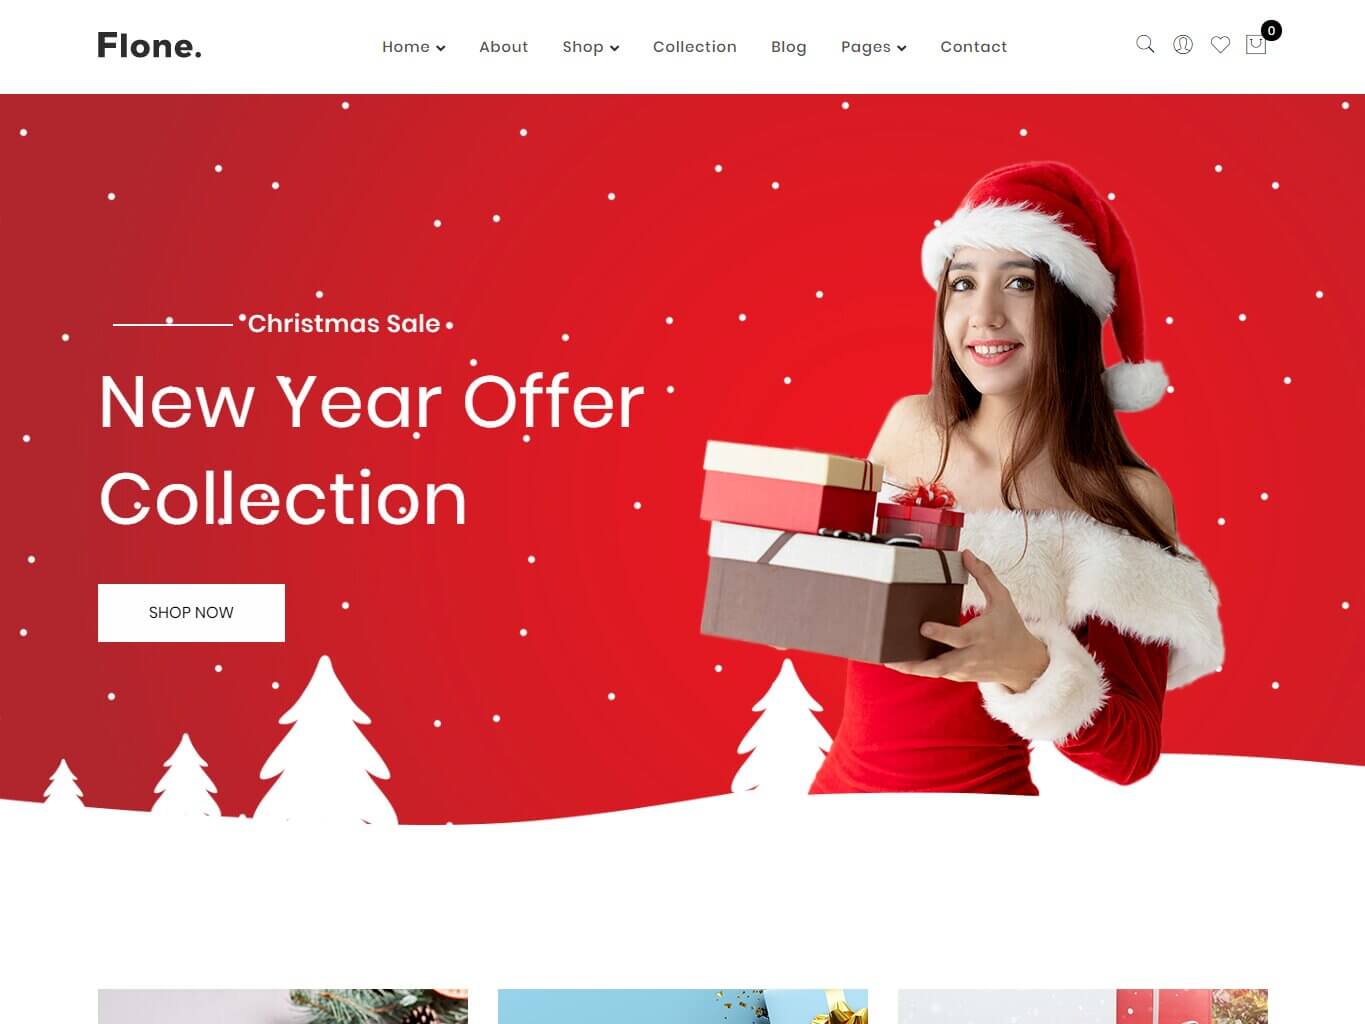 Flone.
Home
About
Shop
Collection
Blog
Pages
Contact
0
Christmas Sale
New Year Offer
Collection
SHOP NOW